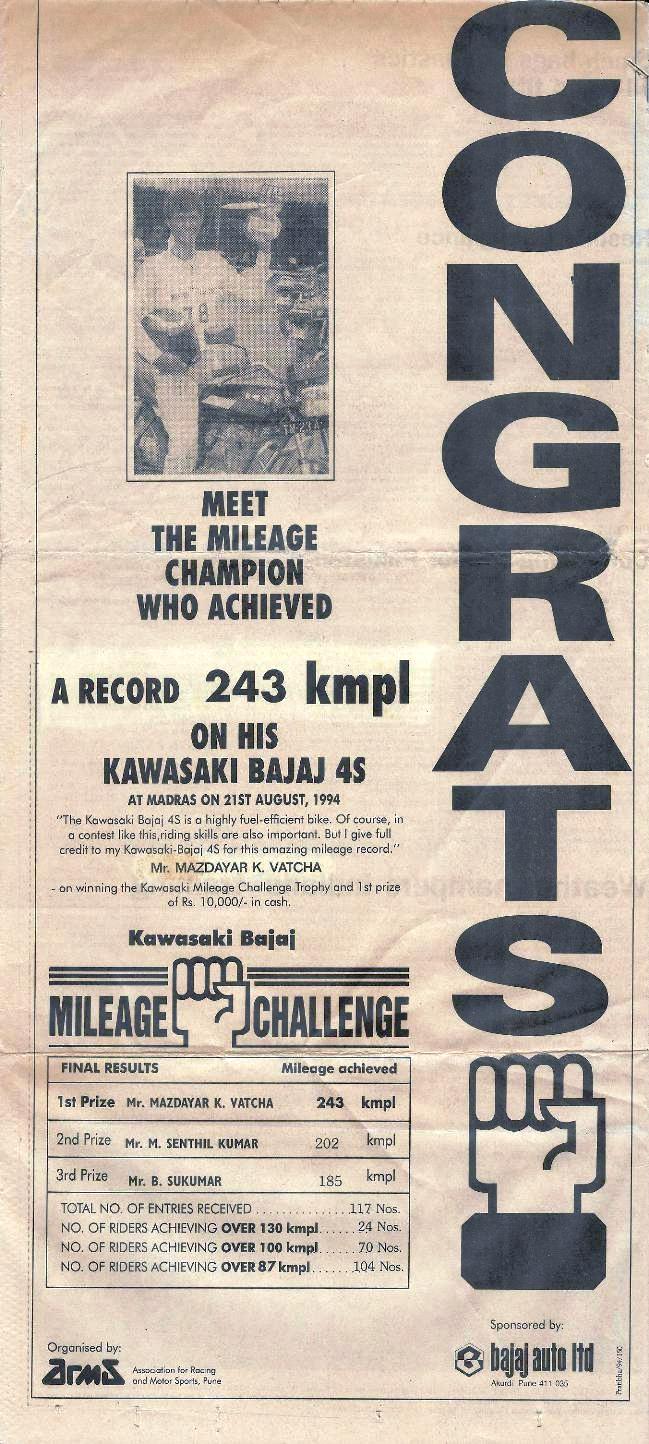 CONGRATS
78
MEET
THE MILEAGE
CHAMPION
WHO ACHIEVED
A RECORD 243 kmpl
ON HIS
KAWASAKI BAJAJ 4S
AT MADRAS ON 21ST AUGUST, 1994
"The Kawasaki Bajaj 4S is a highly fuel-efficient bike. Of course, in
a contest like this,riding skills are also important. But I give full
credit to my Kawasaki-Bajaj 4S for this amazing mileage record."
Mr. MAZDAYAR K. VATCHA
- on winning the Kawasaki Mileage Challenge Trophy and 1st prize
of Rs. 10,000/- in cash.
Kawasaki Bajaj
MILEAGE CHALLENGE
FINAL RESULTS Mileage achieved
1st Prize Mr. MAZDAYAR K. VATCHA 243 kmpl
2nd Prize Mr. M. SENTHIL KUMAR 202 kmpl
3rd Prize Mr. B. SUKUMAR 185 kmpl
TOTAL NO. OF ENTRIES RECEIVED ...............117 Nos.
NO. OF RIDERS ACHIEVING OVER 130 kmpl......24 Nos.
NO. OF RIDERS ACHIEVING OVER 100 kmpl......70 Nos.
NO. OF RIDERS ACHIEVING OVER 87 kmpl.......104 Nos.
Organised by:
arms Association for Racing
and Motor Sports, Pune
Sponsored by:
bajaj auto ltd
Akurdi Pune 411 035